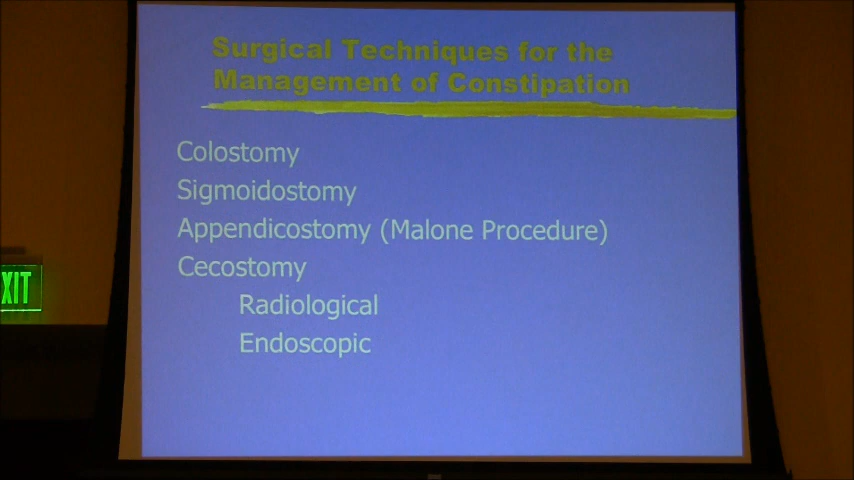 Surgical Techniques for the
Management of Constipation
Colostomy
Sigmoidostomy
Appendicostomy (Malone Procedure)
Cecostomy
Radiological
Endoscopic
XIT